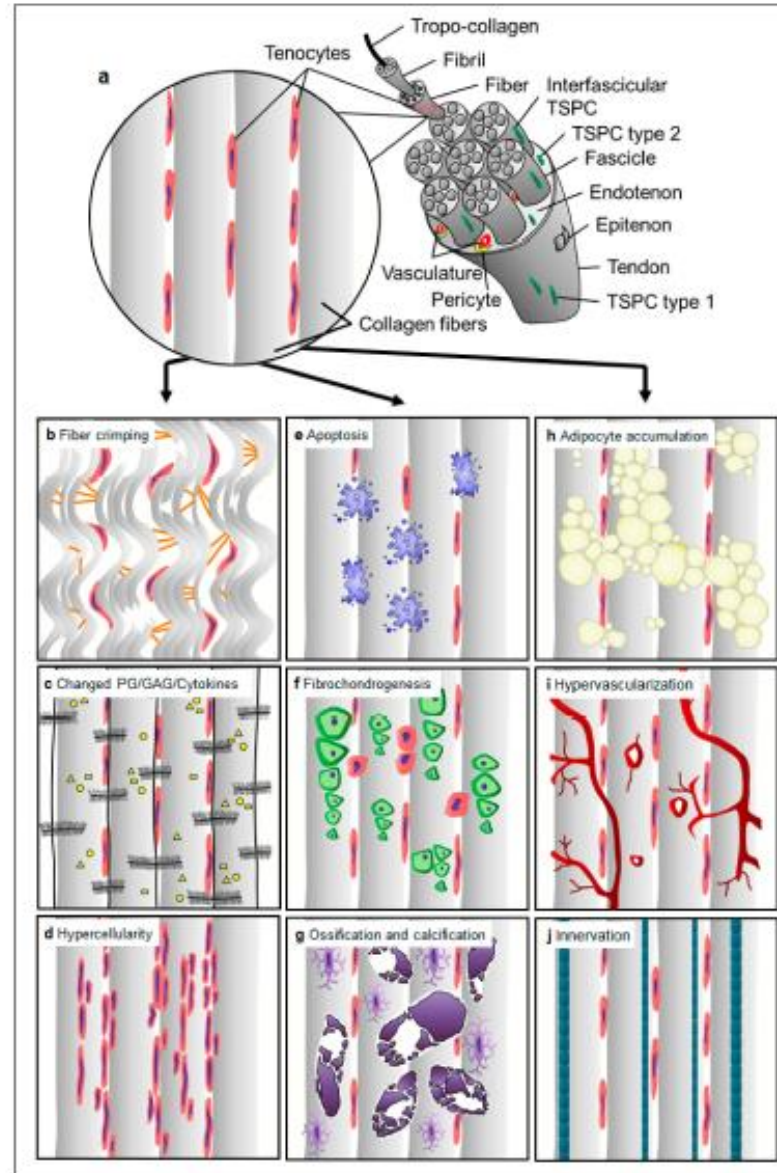 Tropo-collagen
Tenocytes
Fibril
a
Fiber
Interfascicular
TSPC
TSPC type 2
Fascicle
Endotenon
Epitenon
Vasculature
Tendon
Pericyte
TSPC type 1
Collagen fibers
b Fiber crimping
e Apoptosis
h Adipocyte accumulation
c Changed PG/GAG/Cytokines
f Fibrochondrogenesis
i Hypervascularization
d Hypercellularity
g Ossification and calcification
j Innervation